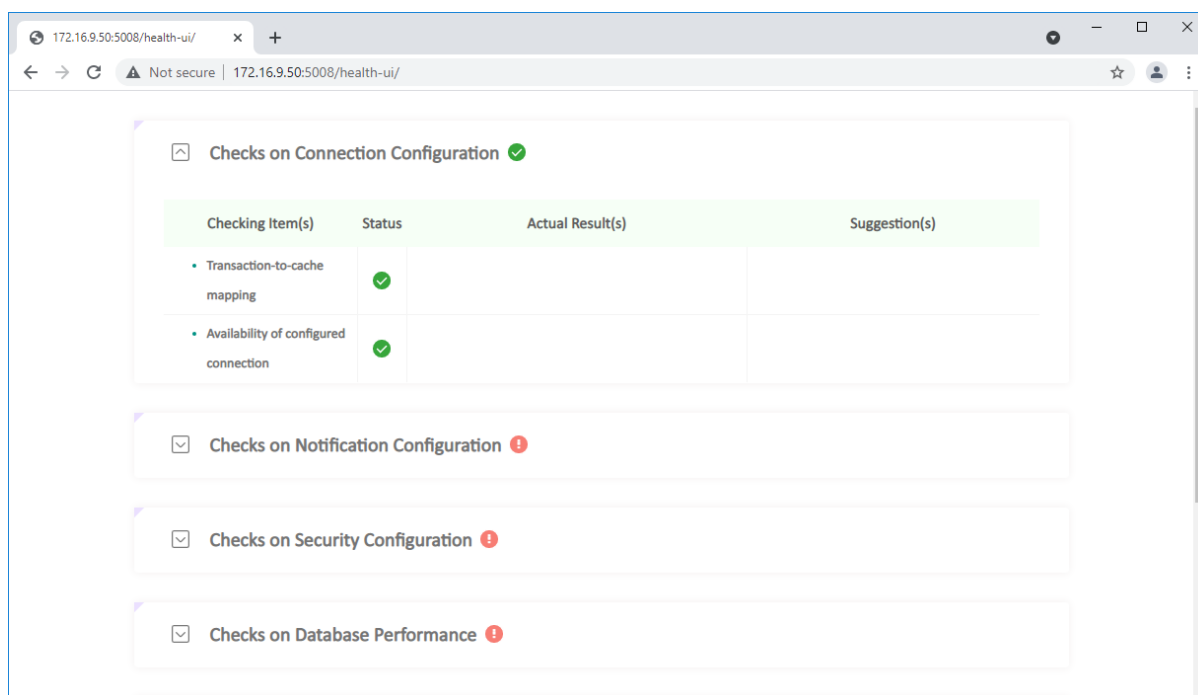 172.16.9.50:5008/health-ui/
Not secure | 172.16.9.50:5008/health-ui/
Checks on Connection Configuration
Checking Item(s) Status Actual Result(s) Suggestion(s)
• Transaction-to-cache
mapping
• Availability of configured
connection
Checks on Notification Configuration
Checks on Security Configuration
Checks on Database Performance